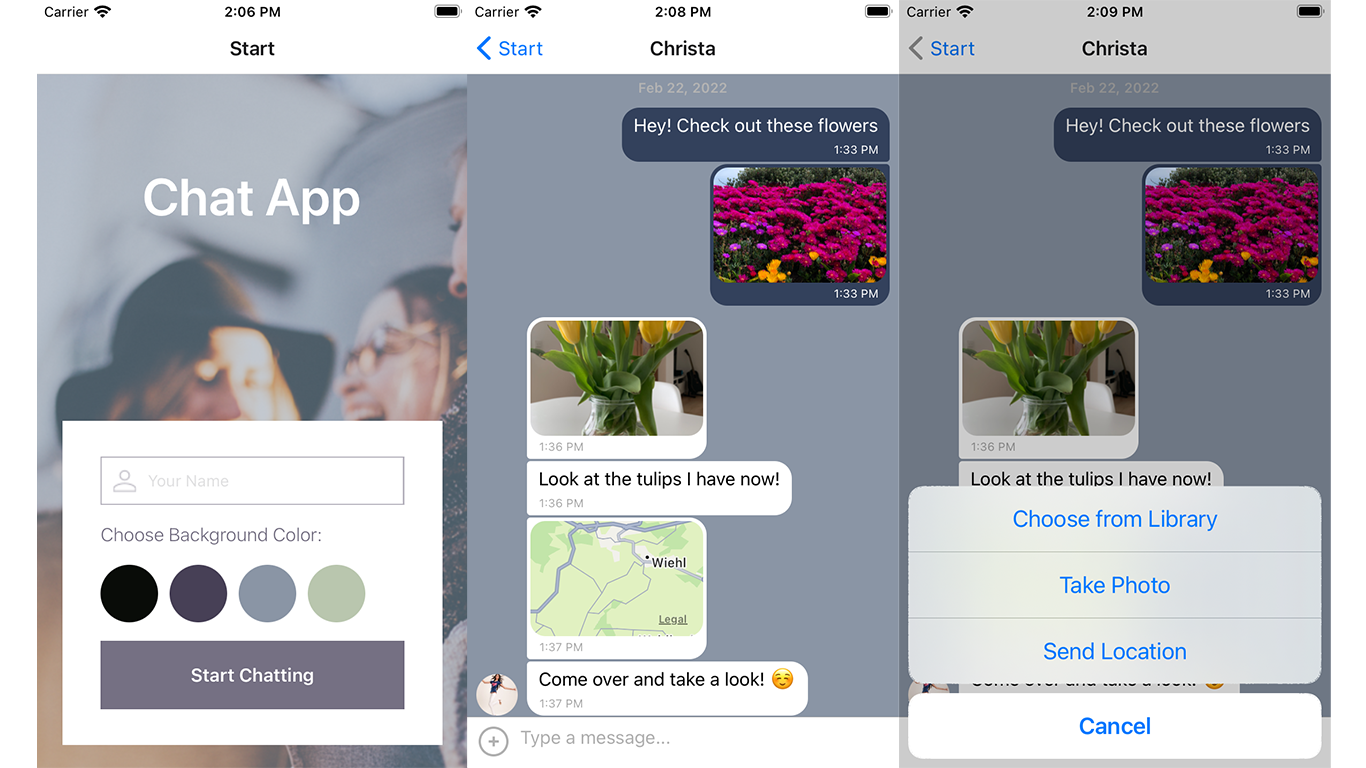 Carrier 2:06 PM
Start
Chat App
Your Name
Choose Background Color:
Start Chatting
Carrier 2:08 PM
Start Christa
Feb 22, 2022
Hey! Check out these flowers
1:33 PM
1:33 PM
1:36 PM
Look at the tulips I have now!
1:36 PM
Wiehl
Legal
1:37 PM
Come over and take a look! ☺️
1:37 PM
Type a message...
Carrier 2:09 PM
Start Christa
Feb 22, 2022
Hey! Check out these flowers
1:33 PM
1:33 PM
1:36 PM
Look at the tulips I have now!
Choose from Library
Take Photo
Send Location
Come over and take a look! ☺️
Cancel